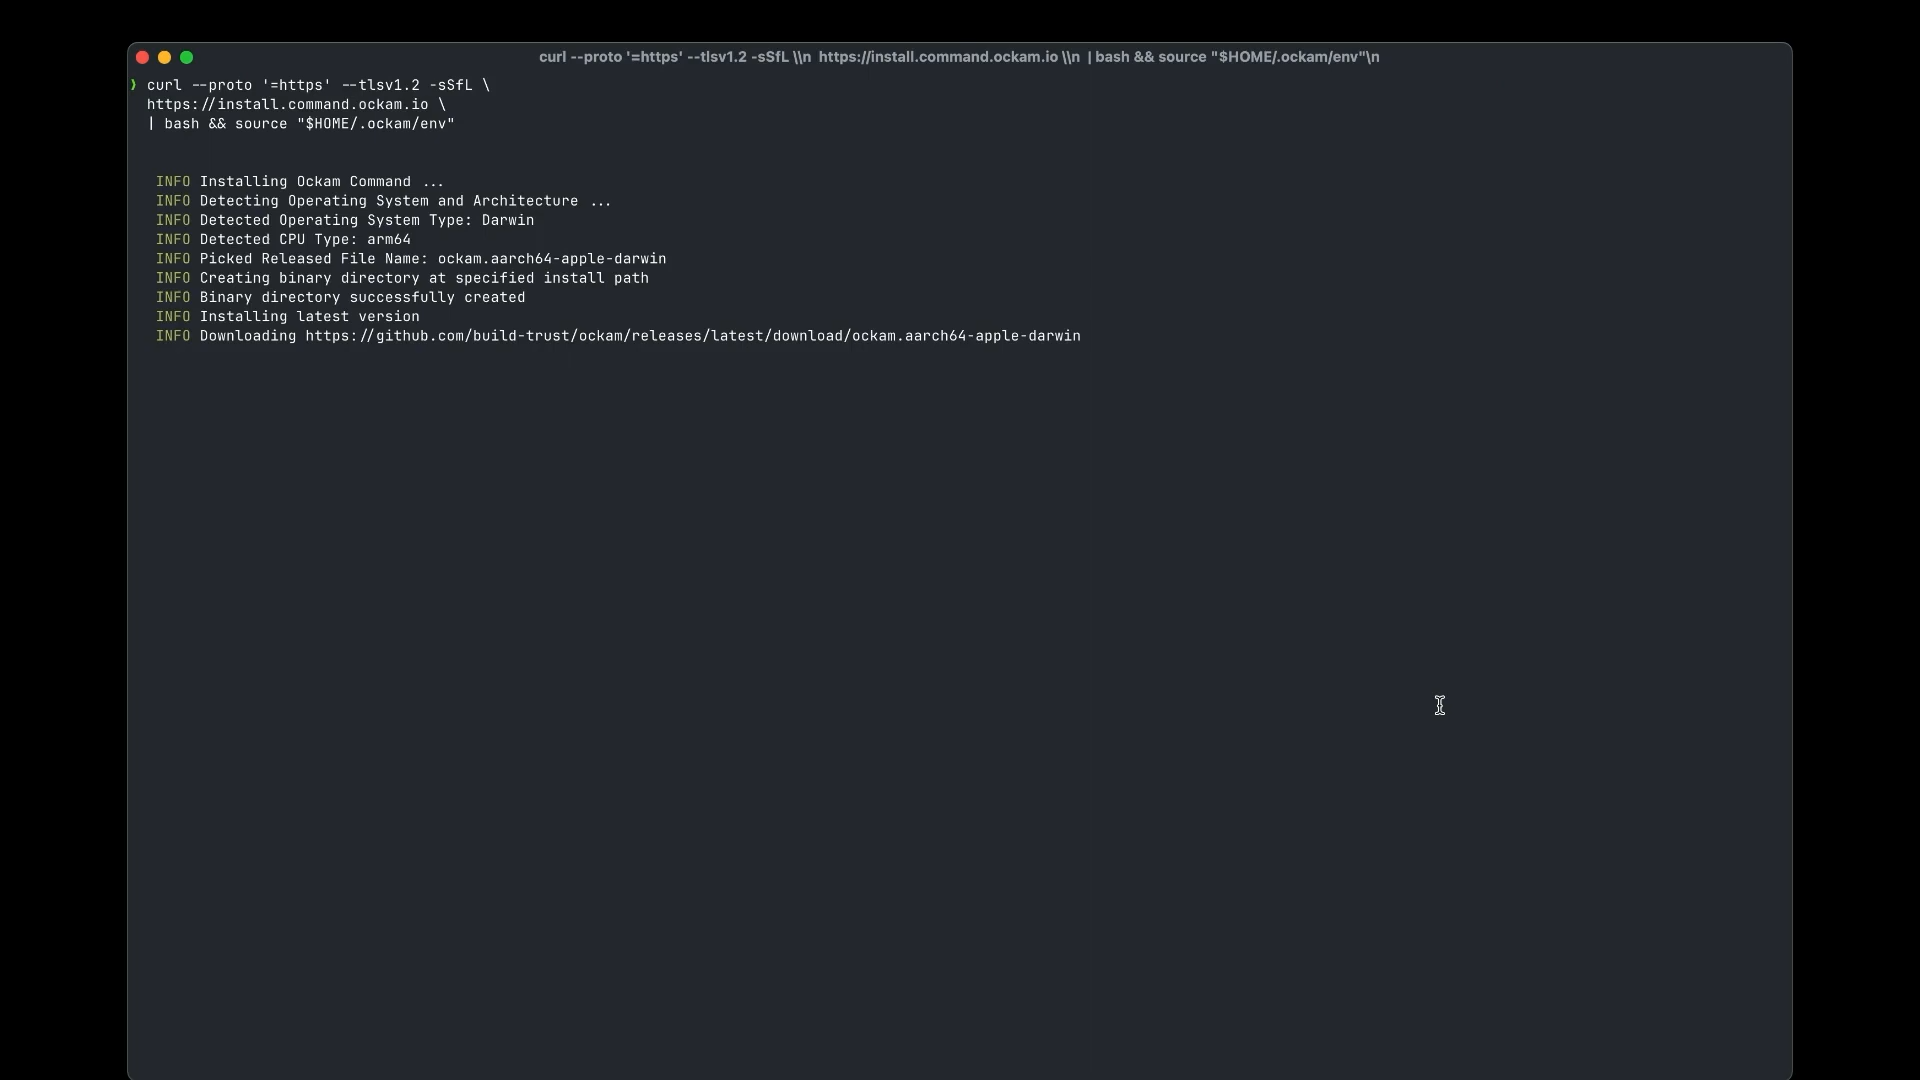 curl --proto '=https' --tlsv1.2 -sSfL \\n  https://install.command.ockam.io \\n  | bash && source "$HOME/.ockam/env"\n
❯ curl --proto '=https' --tlsv1.2 -sSfL \
https://install.command.ockam.io \
| bash && source "$HOME/.ockam/env"
INFO Installing Ockam Command ...
INFO Detecting Operating System and Architecture ...
INFO Detected Operating System Type: Darwin
INFO Detected CPU Type: arm64
INFO Picked Released File Name: ockam.aarch64-apple-darwin
INFO Creating binary directory at specified install path
INFO Binary directory successfully created
INFO Installing latest version
INFO Downloading https://github.com/build-trust/ockam/releases/latest/download/ockam.aarch64-apple-darwin